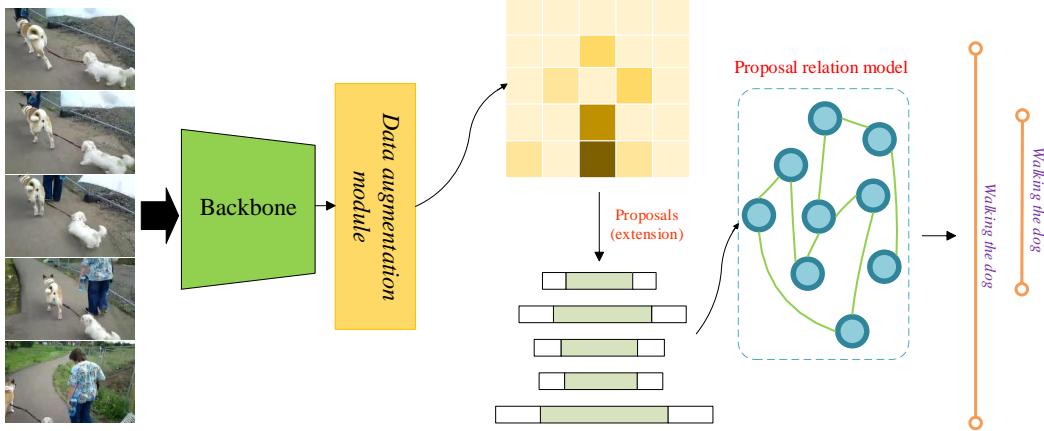 Backbone
Data augmentation
module
Proposals
(extension)
Proposal relation model
Walking the dog
Walking the dog